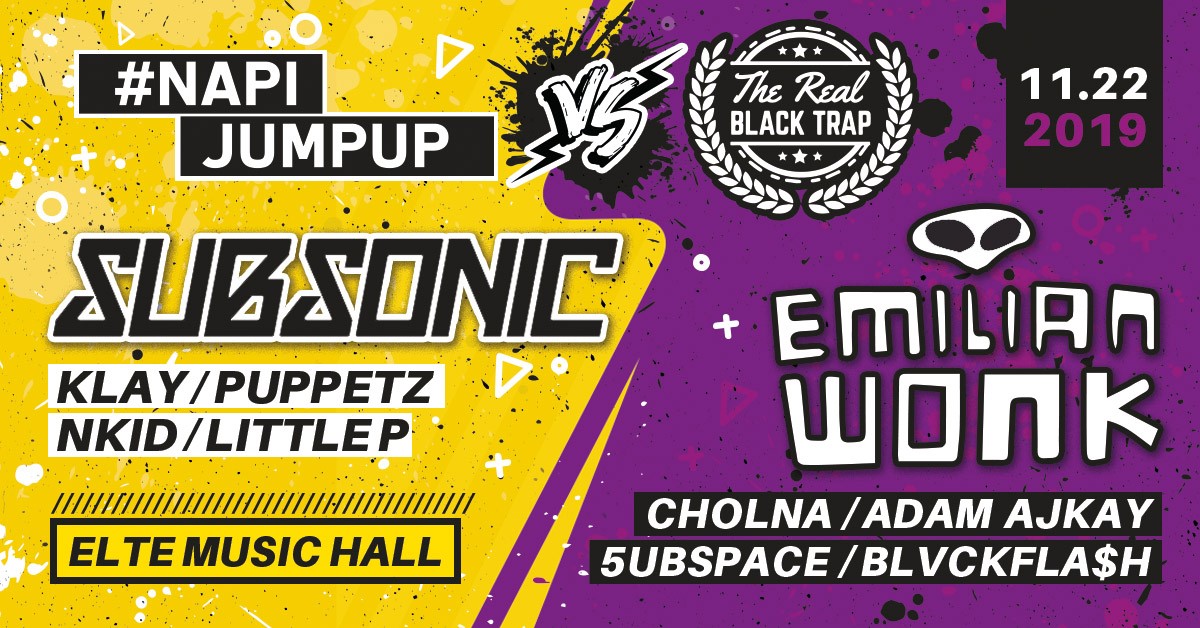 #NAPI
JUMPUP
VS
The Real
BLACK TRAP
11.22
2019
SUBSONIC
KLAY / PUPPETZ
NKID / LITTLE P
ELTE MUSIC HALL
EMILIAN
WONK
CHOLNA / ADAM AJKAY
5UBSPACE / BLVCKFLA$H